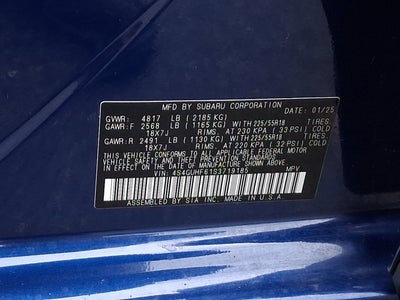 MFD BY SUBARU CORPORATION 01/25
GVWR: 4817 LB (2185 KG) TIRES,
GAWR:F 2568 LB (1165 KG) WITH 225/55R18
18X7J RIMS, AT 230 KPA (33 PSI) COLD TIRES,
GAWR:R 2491 LB (1130 KG) WITH 225/55R18
18X7J RIMS, AT 220 KPA (32 PSI) COLD
THIS VEHICLE CONFORMS TO ALL APPLICABLE FEDERAL MOTOR
VEHICLE SAFETY AND THEFT PREVENTION STANDARDS IN EFFECT
ON THE DATE OF MANUFACTURE SHOWN ABOVE.
VIN: 4S4GUHF61S3719185 MPV
ASSEMBLED BY SIA INC. MADE IN U.S.A.